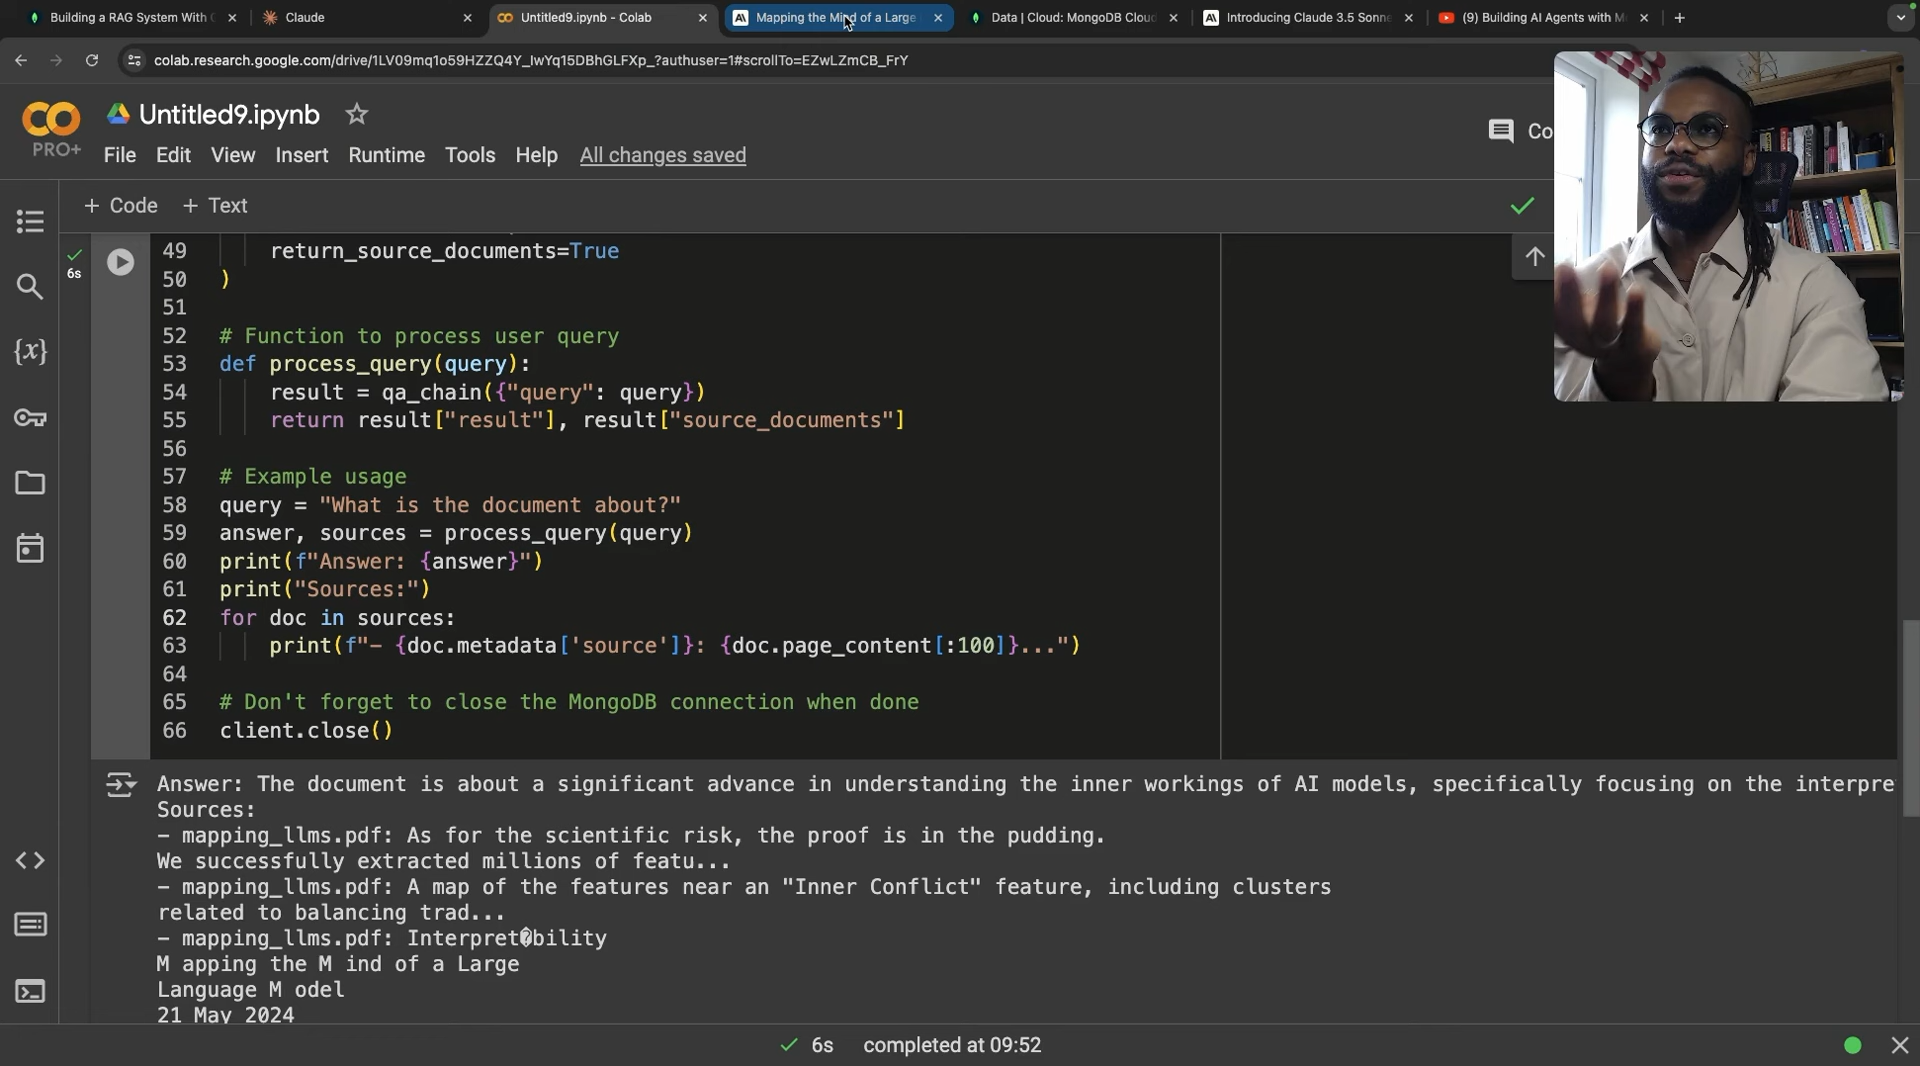 Building a RAG System With
Claude
Untitled9.ipynb - Colab
Mapping the Mind of a Large
Data | Cloud: MongoDB Cloud
Introducing Claude 3.5 Sonne
(9) Building AI Agents with M
colab.research.google.com/drive/1LV09mq1o59HZZQ4Y_IwYq15DBhGLFXp_?authuser=1#scrollTo=EZwLZmCB_FrY
PRO+
Untitled9.ipynb
File Edit View Insert Runtime Tools Help All changes saved
Co
+ Code + Text
6s
49 return_source_documents=True
50 )
51
52 # Function to process user query
53 def process_query(query):
54 result = qa_chain({"query": query})
55 return result["result"], result["source_documents"]
56
57 # Example usage
58 query = "What is the document about?"
59 answer, sources = process_query(query)
60 print(f"Answer: {answer}")
61 print("Sources:")
62 for doc in sources:
63 print(f"- {doc.metadata['source']}: {doc.page_content[:100]}...")
64
65 # Don't forget to close the MongoDB connection when done
66 client.close()
Answer: The document is about a significant advance in understanding the inner workings of AI models, specifically focusing on the interpre
Sources:
- mapping_llms.pdf: As for the scientific risk, the proof is in the pudding.
We successfully extracted millions of featu...
- mapping_llms.pdf: A map of the features near an "Inner Conflict" feature, including clusters
related to balancing trad...
- mapping_llms.pdf: Interpret�bility
M apping the M ind of a Large
Language M odel
21 May 2024
6s completed at 09:52